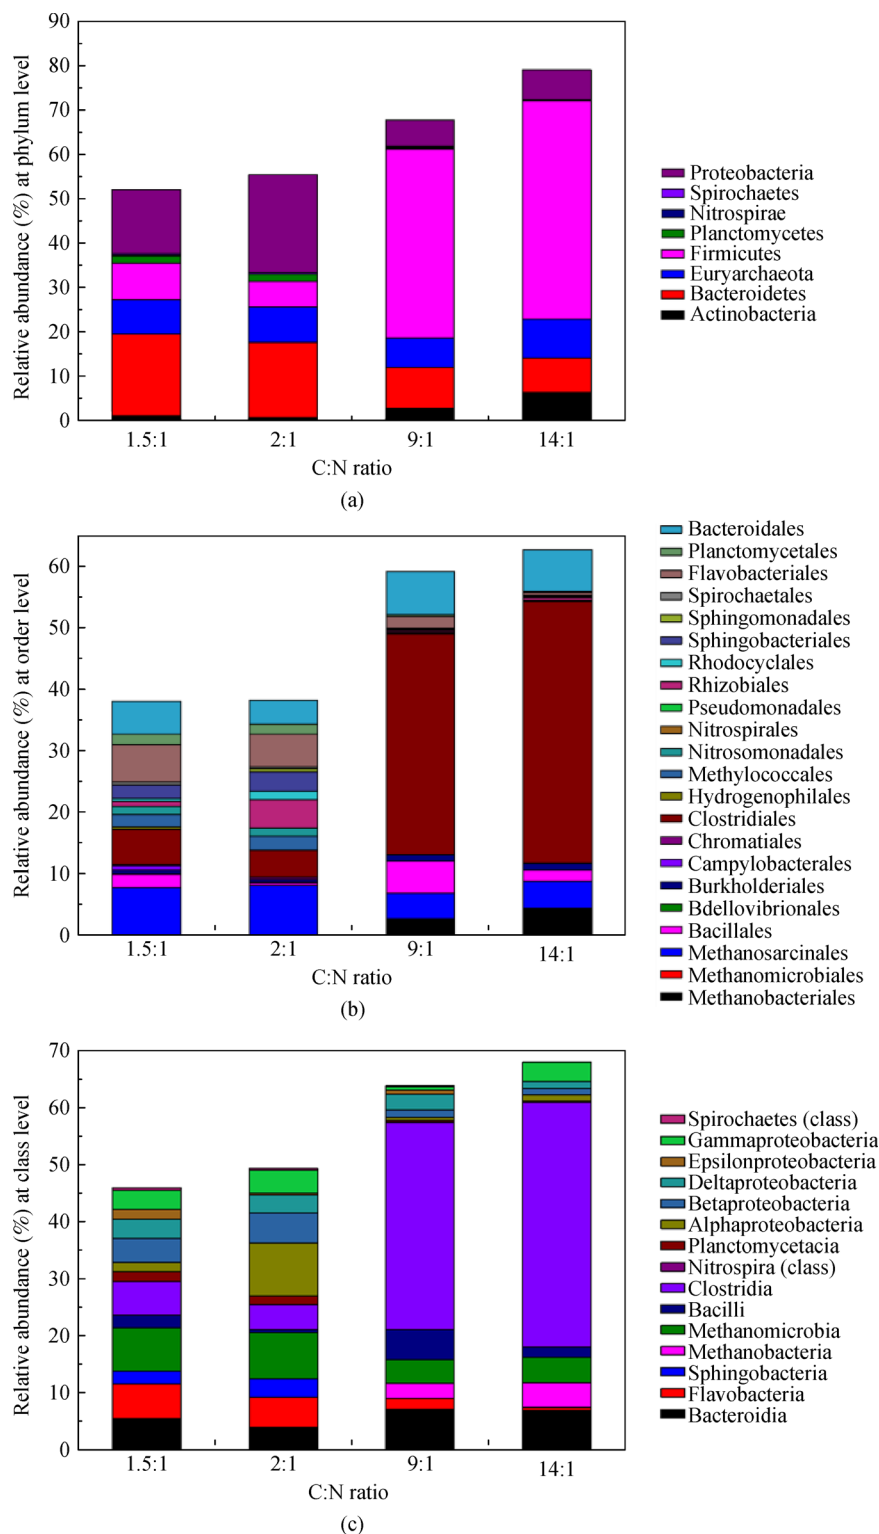 Relative abundance (%) at phylum level
90
80
70
60
50
40
30
20
10
0
1.5:1
2:1
9:1
14:1
C:N ratio
(a)
Proteobacteria
Spirochaetes
Nitrospirae
Planctomycetes
Firmicutes
Euryarchaeota
Bacteroidetes
Actinobacteria
Relative abundance (%) at order level
60
50
40
30
20
10
0
1.5:1
2:1
9:1
14:1
C:N ratio
(b)
Bacteroidales
Planctomycetales
Flavobacteriales
Spirochaetales
Sphingomonadales
Sphingobacteriales
Rhodocyclales
Rhizobiales
Pseudomonadales
Nitrospirales
Nitrosomonadales
Methylococcales
Hydrogenophilales
Clostridiales
Chromatiales
Campylobacterales
Burkholderiales
Bdellovibrionales
Bacillales
Methanosarcinales
Methanomicrobiales
Methanobacteriales
Relative abundance (%) at class level
70
60
50
40
30
20
10
0
1.5:1
2:1
9:1
14:1
C:N ratio
(c)
Spirochaetes (class)
Gammaproteobacteria
Epsilonproteobacteria
Deltaproteobacteria
Betaproteobacteria
Alphaproteobacteria
Planctomycetacia
Nitrospira (class)
Clostridia
Bacilli
Methanomicrobia
Methanobacteria
Sphingobacteria
Flavobacteria
Bacteroidia